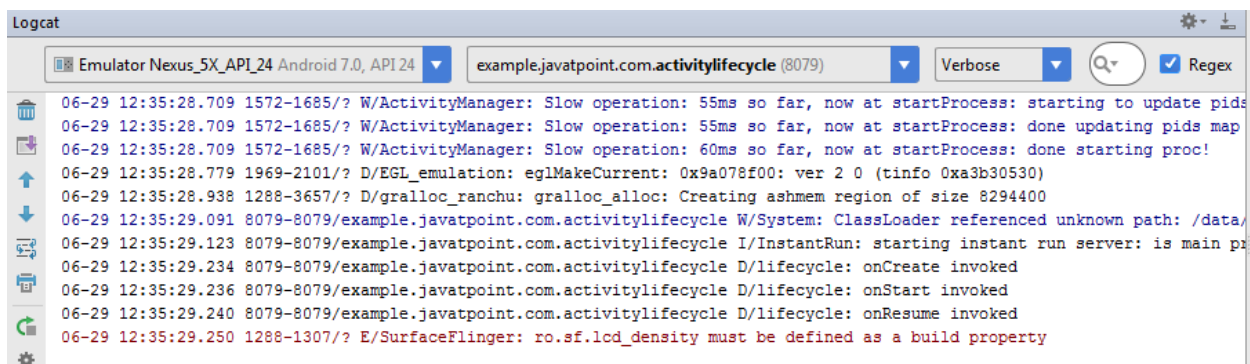 Logcat
Emulator Nexus_5X_API_24 Android 7.0, API 24 example.javatpoint.com.activitylifecycle (8079) Verbose Regex
06-29 12:35:28.709 1572-1685/? W/ActivityManager: Slow operation: 55ms so far, now at startProcess: starting to update pids
06-29 12:35:28.709 1572-1685/? W/ActivityManager: Slow operation: 55ms so far, now at startProcess: done updating pids map
06-29 12:35:28.709 1572-1685/? W/ActivityManager: Slow operation: 60ms so far, now at startProcess: done starting proc!
06-29 12:35:28.779 1969-2101/? D/EGL_emulation: eglMakeCurrent: 0x9a078f00: ver 2 0 (tinfo 0xa3b30530)
06-29 12:35:28.938 1288-3657/? D/gralloc_ranchu: gralloc_alloc: Creating ashmem region of size 8294400
06-29 12:35:29.091 8079-8079/example.javatpoint.com.activitylifecycle W/System: ClassLoader referenced unknown path: /data/
06-29 12:35:29.123 8079-8079/example.javatpoint.com.activitylifecycle I/InstantRun: starting instant run server: is main pr
06-29 12:35:29.234 8079-8079/example.javatpoint.com.activitylifecycle D/lifecycle: onCreate invoked
06-29 12:35:29.236 8079-8079/example.javatpoint.com.activitylifecycle D/lifecycle: onStart invoked
06-29 12:35:29.240 8079-8079/example.javatpoint.com.activitylifecycle D/lifecycle: onResume invoked
06-29 12:35:29.250 1288-1307/? E/SurfaceFlinger: ro.sf.lcd_density must be defined as a build property